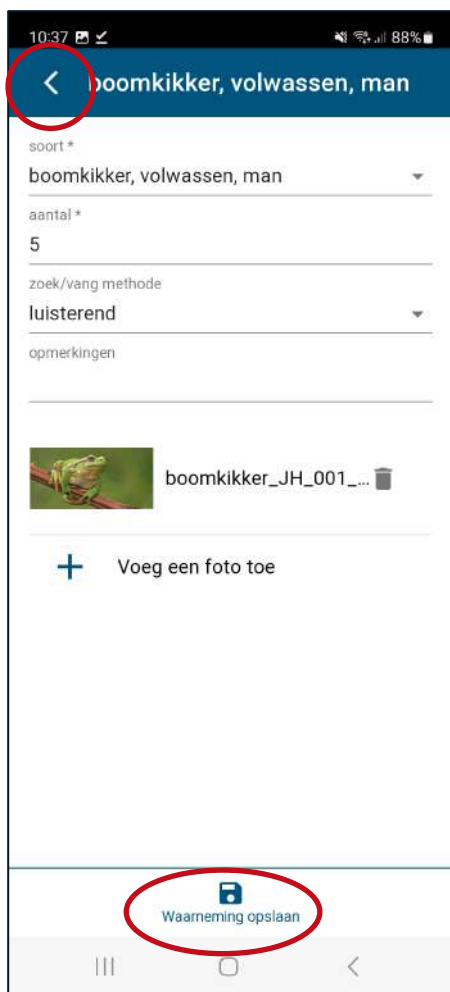 10:37 88%
boomkikker, volwassen, man
soort *
boomkikker, volwassen, man
aantal *
5
zoek/vang methode
luisterend
opmerkingen
boomkikker_JH_001_...
Voeg een foto toe
Waarneming opslaan